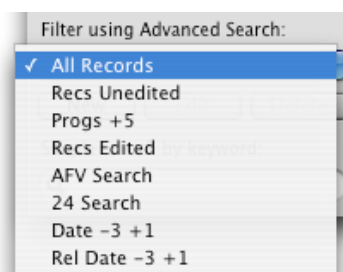 Filter using Advanced Search:
✓ All Records
Recs Unedited
Progs +5
Recs Edited
AFV Search
24 Search
Date -3 +1
Rel Date -3 +1